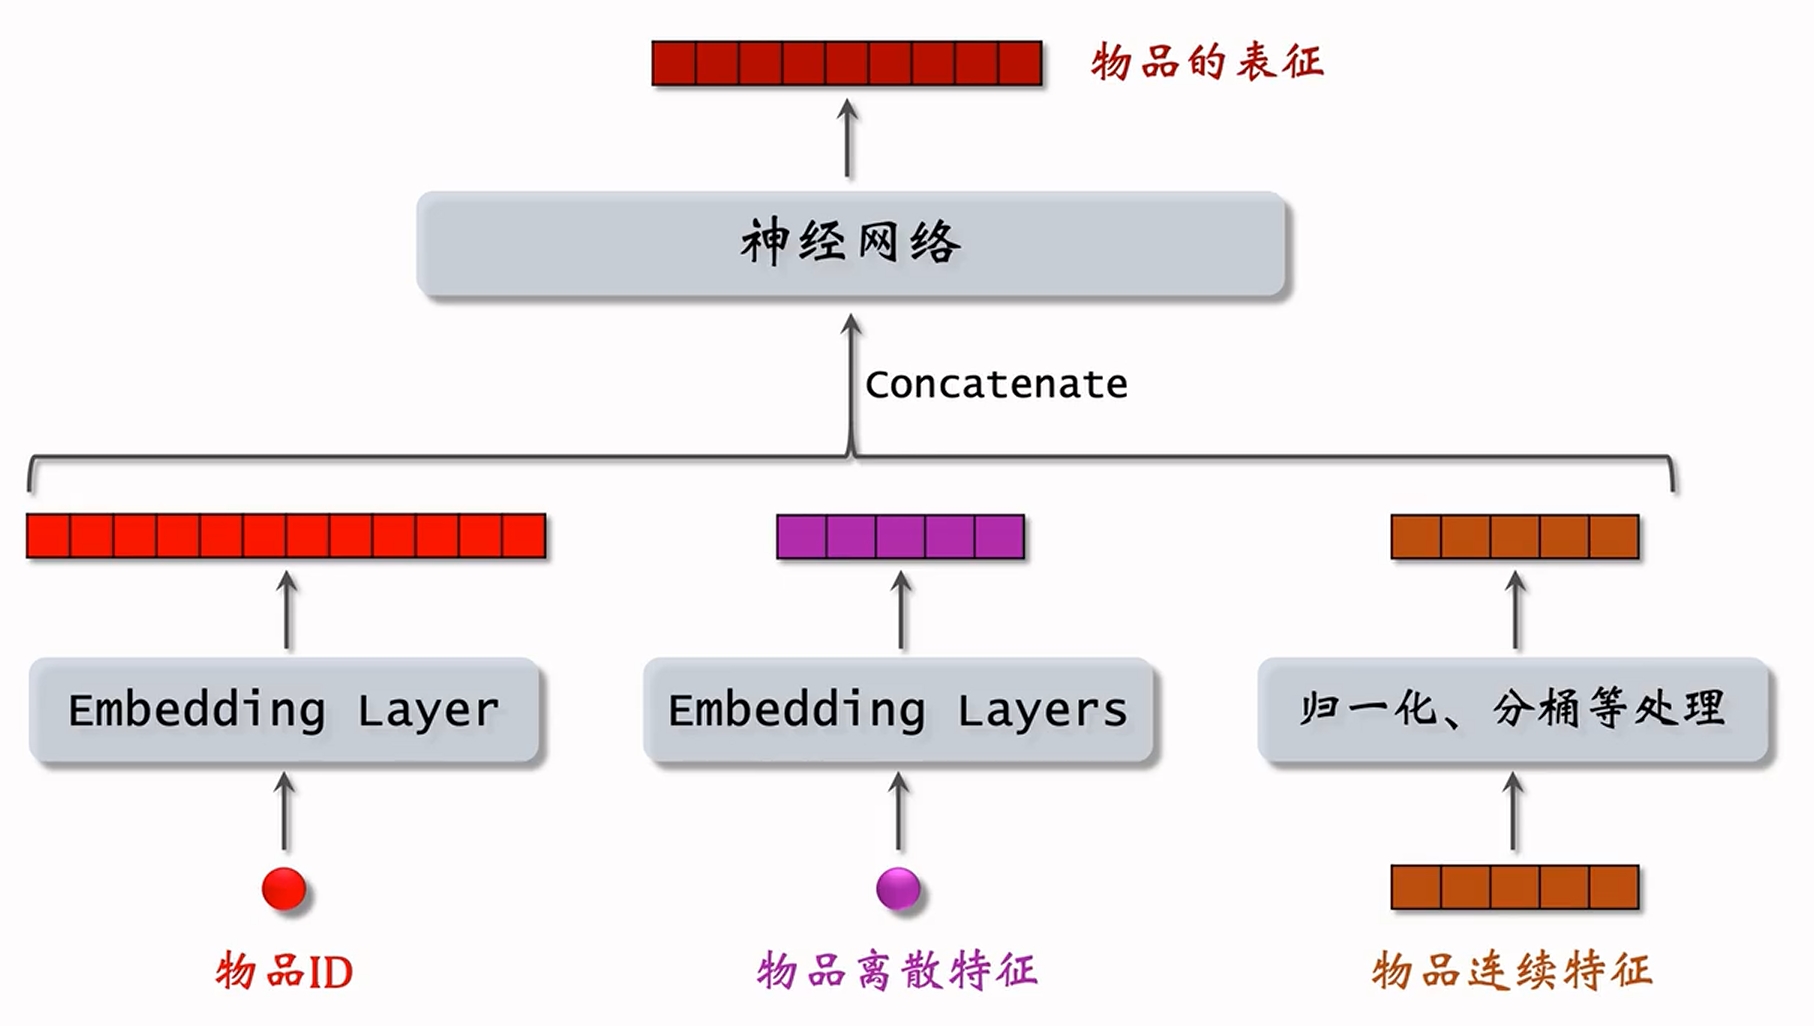 物品的表征
神经网络
Concatenate
Embedding Layer
Embedding Layers
归一化、分桶等处理
物品ID
物品离散特征
物品连续特征